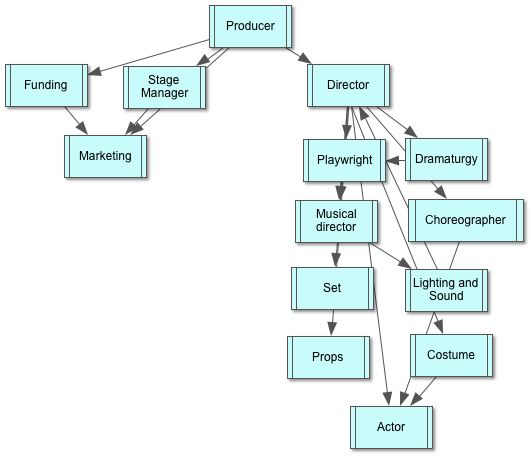 Producer
Funding
Stage
Manager
Director
Marketing
Playwright
Dramaturgy
Musical
director
Choreographer
Set
Lighting and
Sound
Props
Costume
Actor